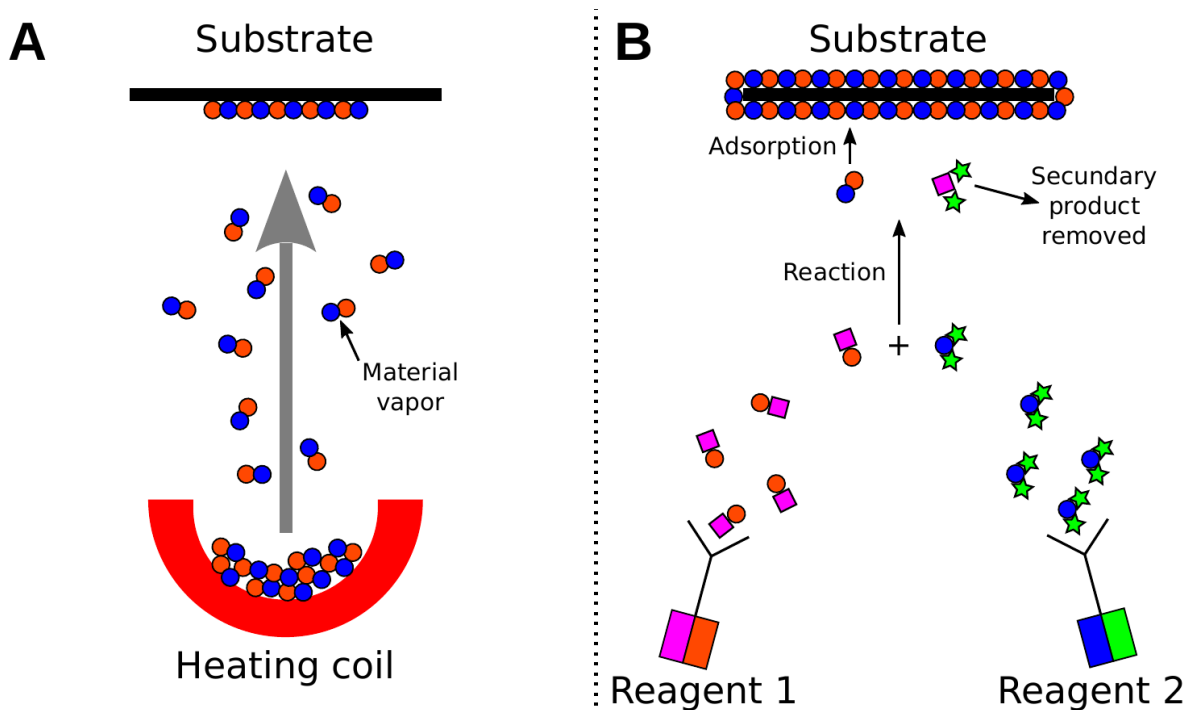 A
Substrate
Material
vapor
Heating coil
B
Substrate
Adsorption
Secundary
product
removed
Reaction
+
Reagent 1
Reagent 2